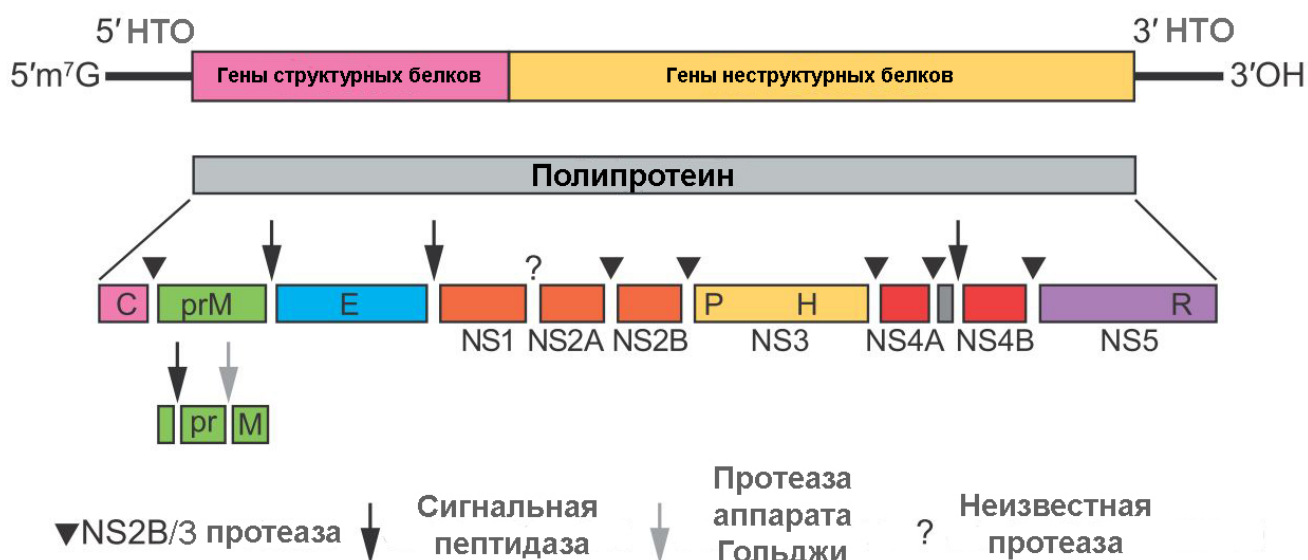 5′ НТО
3′ НТО
5′m⁷G
Гены структурных белков
Гены неструктурных белков
3′OH
Полипротеин
?
C
prM
E
P
H
R
NS1
NS2A
NS2B
NS3
NS4A
NS4B
NS5
pr
M
▼NS2B/3 протеаза
Сигнальная
пептидаза
Протеаза
аппарата
Гольджи
?
Неизвестная
протеаза